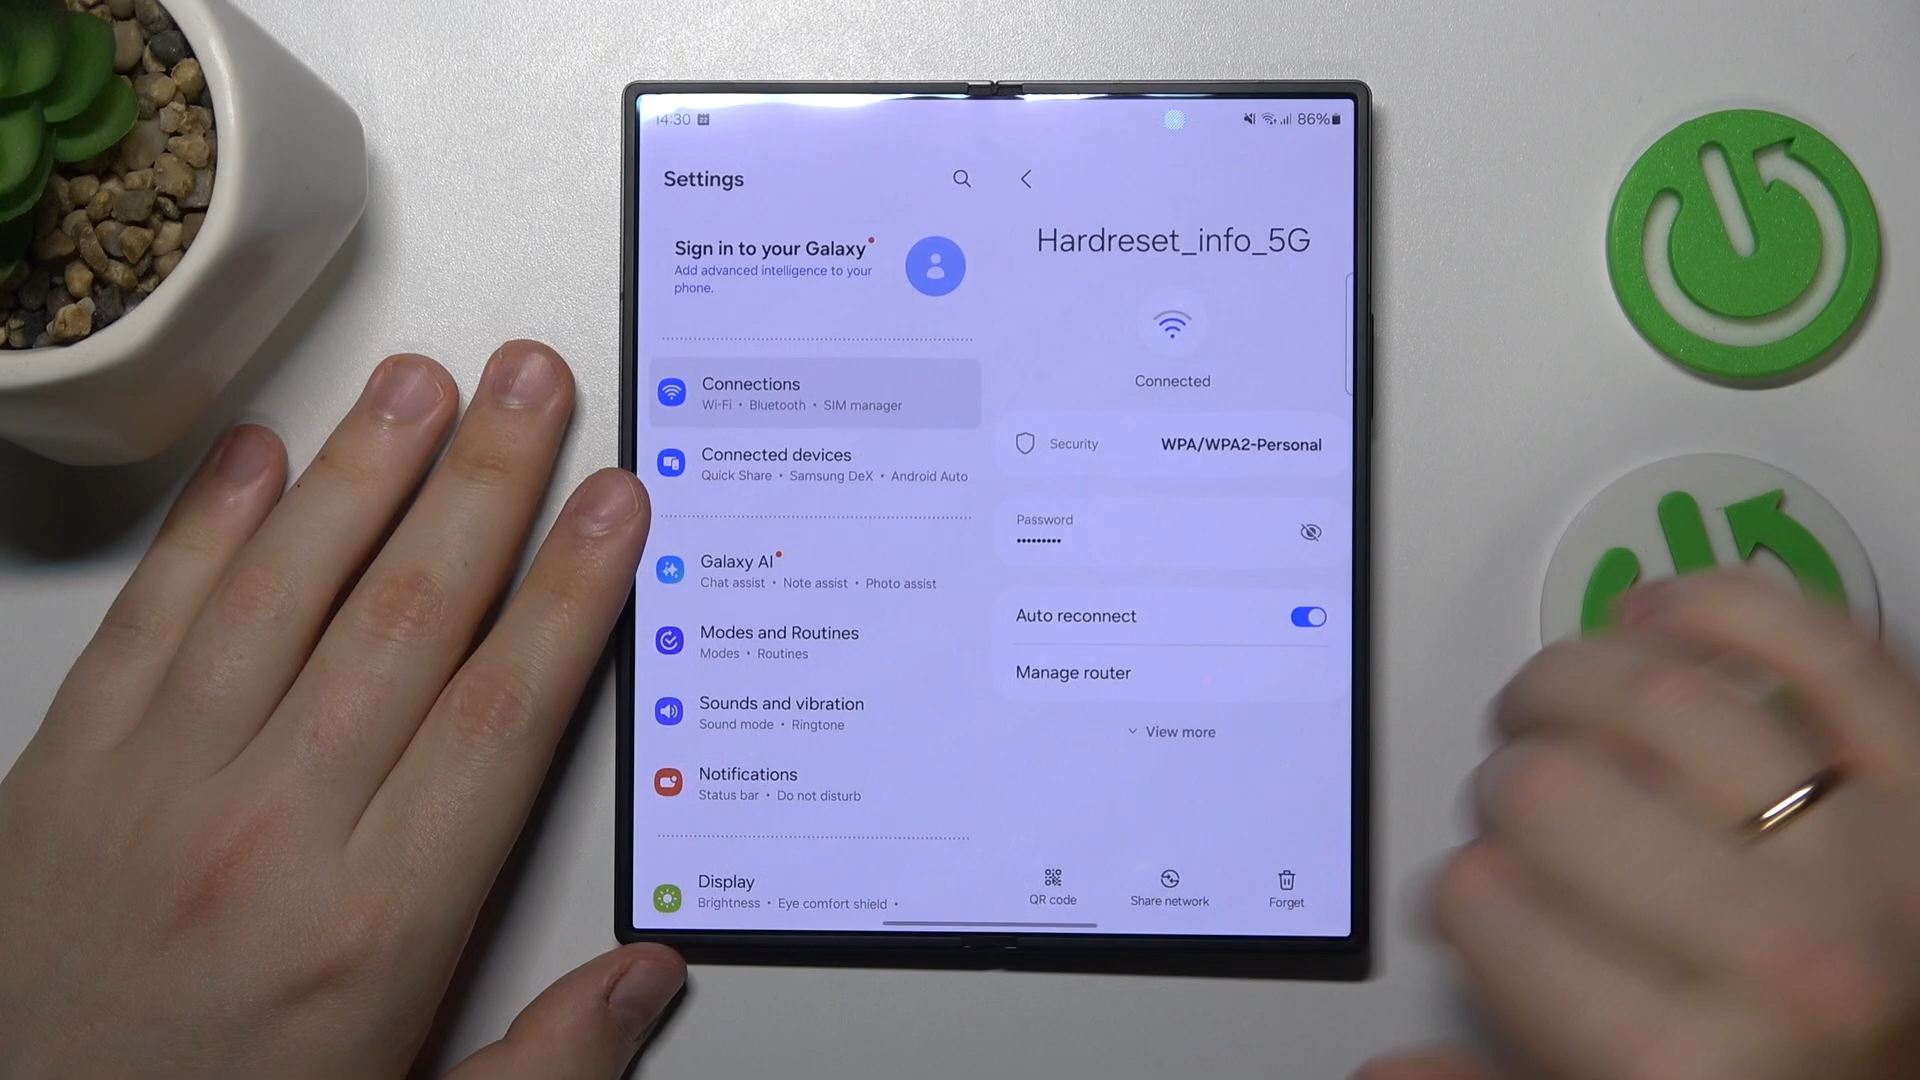 14:30
86%
Settings
Sign in to your Galaxy
Add advanced intelligence to your
phone.
Connections
Wi-Fi • Bluetooth • SIM manager
Connected devices
Quick Share • Samsung DeX • Android Auto
Galaxy AI
Chat assist • Note assist • Photo assist
Modes and Routines
Modes • Routines
Sounds and vibration
Sound mode • Ringtone
Notifications
Status bar • Do not disturb
Display
Brightness • Eye comfort shield •
Hardreset_info_5G
Connected
Security WPA/WPA2-Personal
Password
•••••••••
Auto reconnect
Manage router
View more
QR code
Share network
Forget